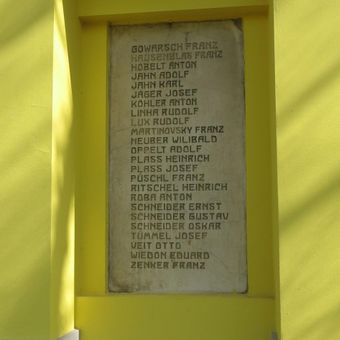 GOWARSCH FRANZ
HAUSENBLAS FRANZ
HOBELT ANTON
JAHN ADOLF
JAHN KARL
JÄGER JOSEF
KÖHLER ANTON
LINHA RUDOLF
LUX RUDOLF
MARTINOVSKY FRANZ
NEUBER WILIBALD
OPPELT ADOLF
PLASS HEINRICH
PLASS JOSEF
PÜSCHL FRANZ
RITSCHEL HEINRICH
ROBA ANTON
SCHNEIDER ERNST
SCHNEIDER GUSTAV
SCHNEIDER OSKAR
TÜMMEL JOSEF
VEIT OTTO
WIEDON EDUARD
ZENKER FRANZ